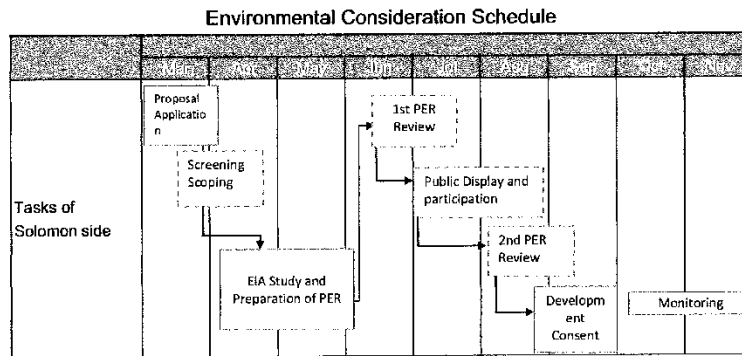 Environmental Consideration Schedule
Mar Apr May Jun Jul Aug Sep Oct Nov
Proposal
Applicatio
n
1st PER
Review
Screening
Scoping
Public Display and
participation
Tasks of
Solomon side
2nd PER
Review
EIA Study and
Preparation of PER
Developm
ent
Consent
Monitoring